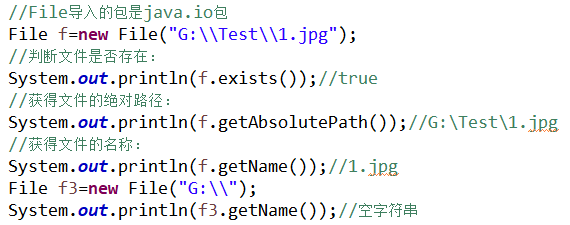 //File导入的包是java.io包
File f=new File("G:\\Test\\1.jpg");
//判断文件是否存在：
System.out.println(f.exists());//true
//获得文件的绝对路径：
System.out.println(f.getAbsolutePath());//G:\Test\1.jpg
//获得文件的名称：
System.out.println(f.getName());//1.jpg
File f3=new File("G:\\");
System.out.println(f3.getName());//空字符串